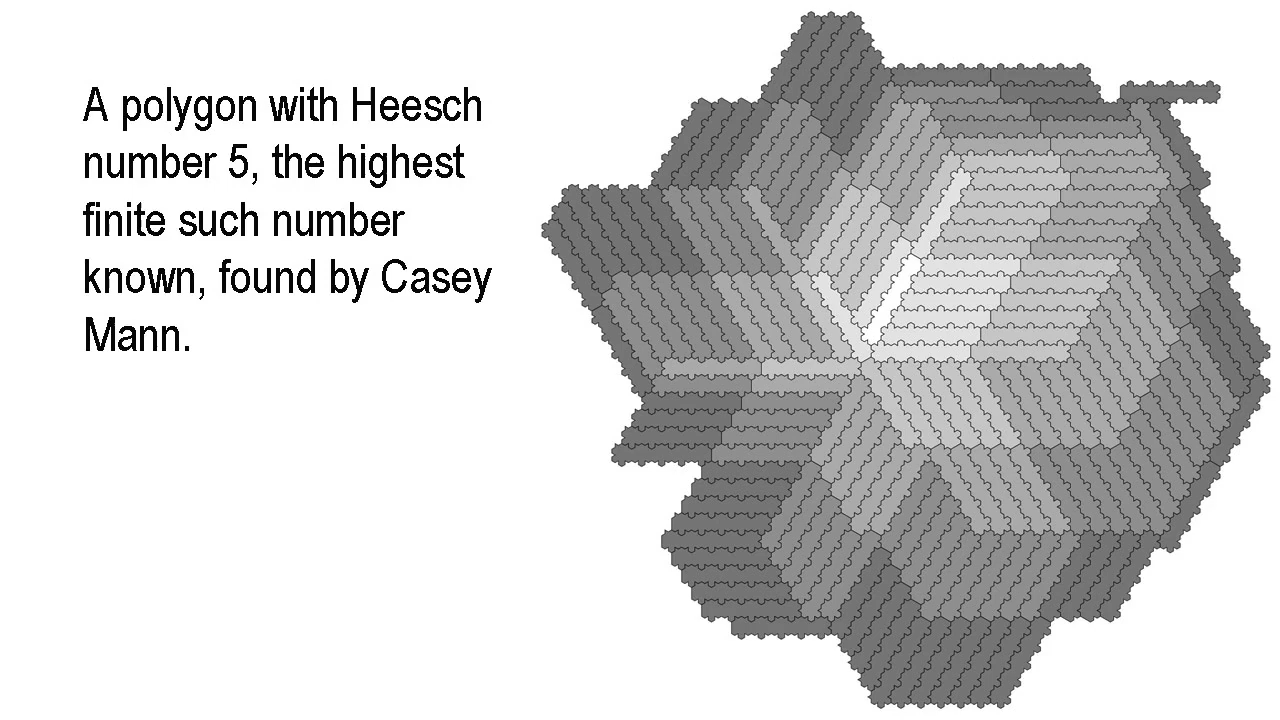 A polygon with Heesch
number 5, the highest
finite such number
known, found by Casey
Mann.